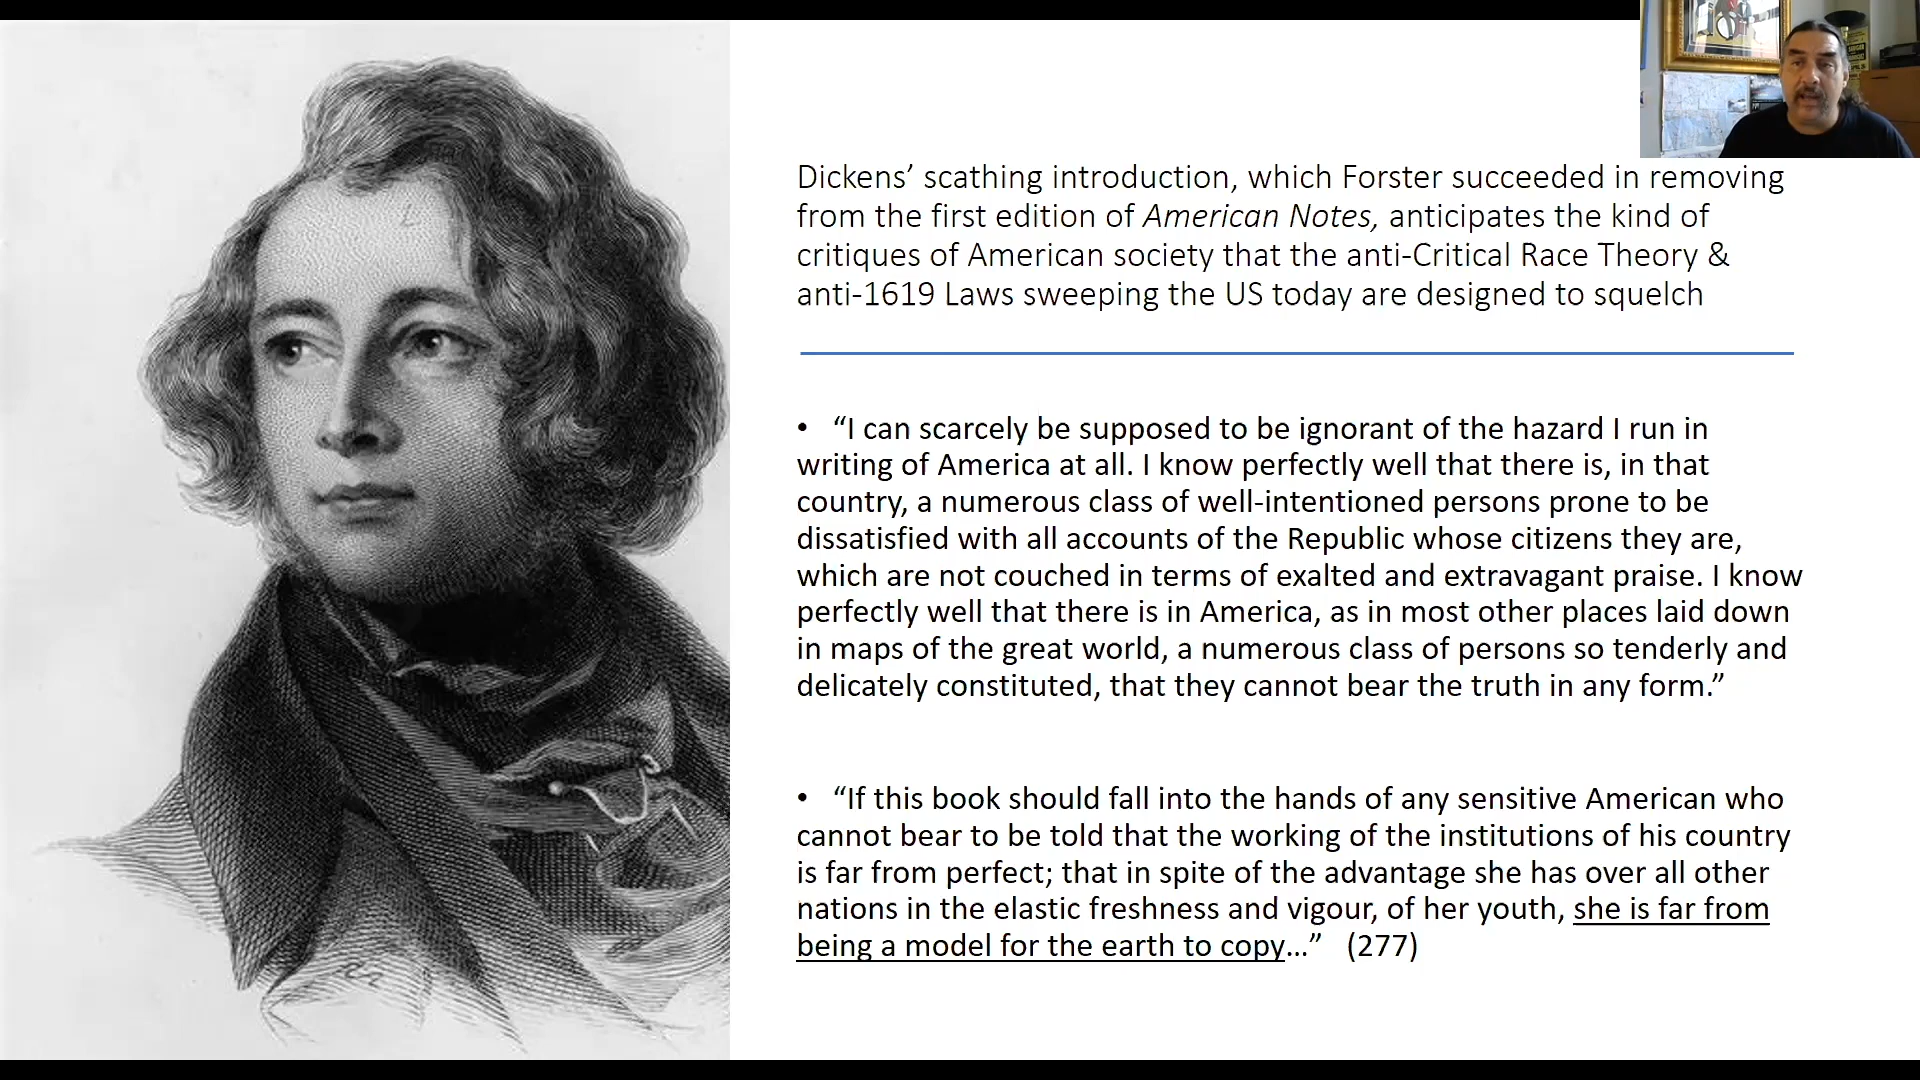 Dickens’ scathing introduction, which Forster succeeded in removing
from the first edition of American Notes, anticipates the kind of
critiques of American society that the anti-Critical Race Theory &
anti-1619 Laws sweeping the US today are designed to squelch
• “I can scarcely be supposed to be ignorant of the hazard I run in
writing of America at all. I know perfectly well that there is, in that
country, a numerous class of well-intentioned persons prone to be
dissatisfied with all accounts of the Republic whose citizens they are,
which are not couched in terms of exalted and extravagant praise. I know
perfectly well that there is in America, as in most other places laid down
in maps of the great world, a numerous class of persons so tenderly and
delicately constituted, that they cannot bear the truth in any form.”
• “If this book should fall into the hands of any sensitive American who
cannot bear to be told that the working of the institutions of his country
is far from perfect; that in spite of the advantage she has over all other
nations in the elastic freshness and vigour, of her youth, she is far from
being a model for the earth to copy...” (277)